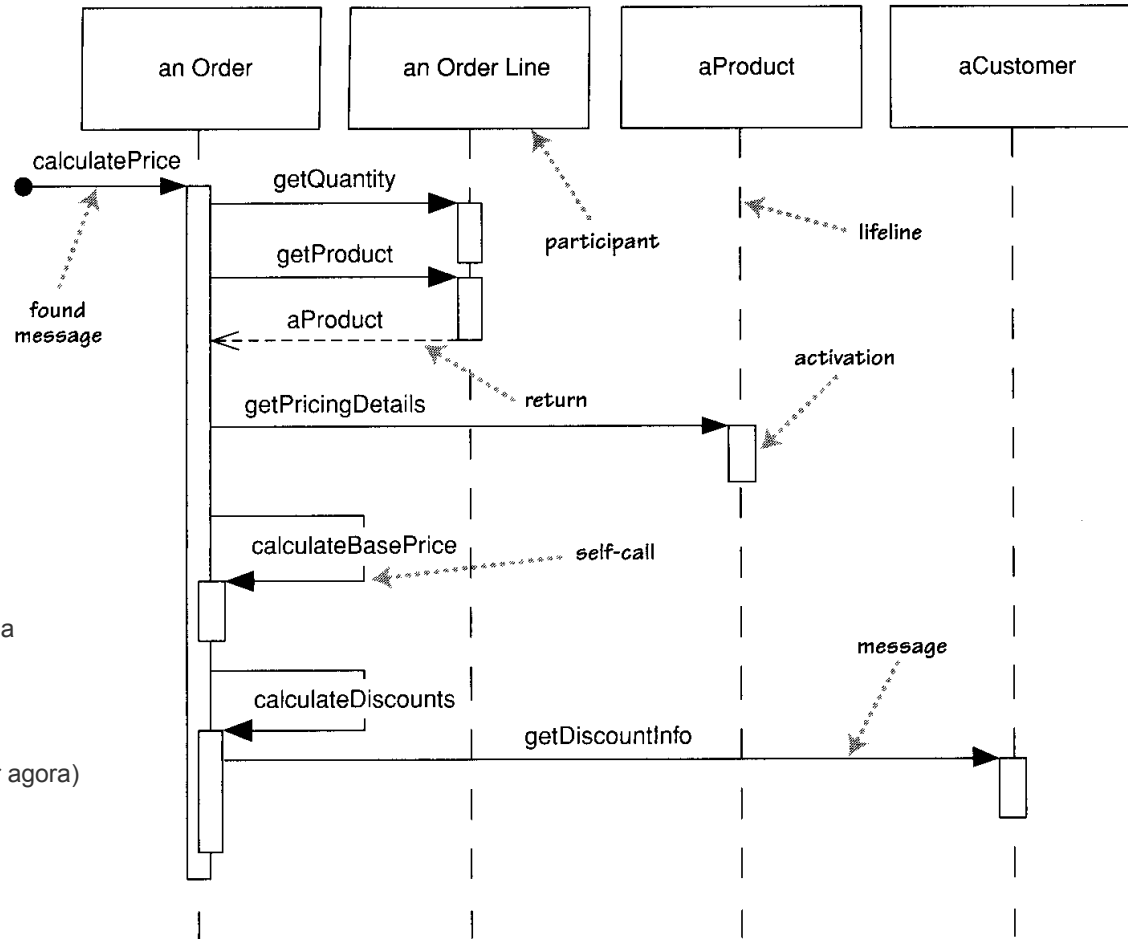 an Order
an Order Line
aProduct
aCustomer
calculatePrice
getQuantity
participant
lifeline
getProduct
found
message
aProduct
activation
return
getPricingDetails
calculateBasePrice
self-call
a
message
calculateDiscounts
getDiscountInfo
r agora)